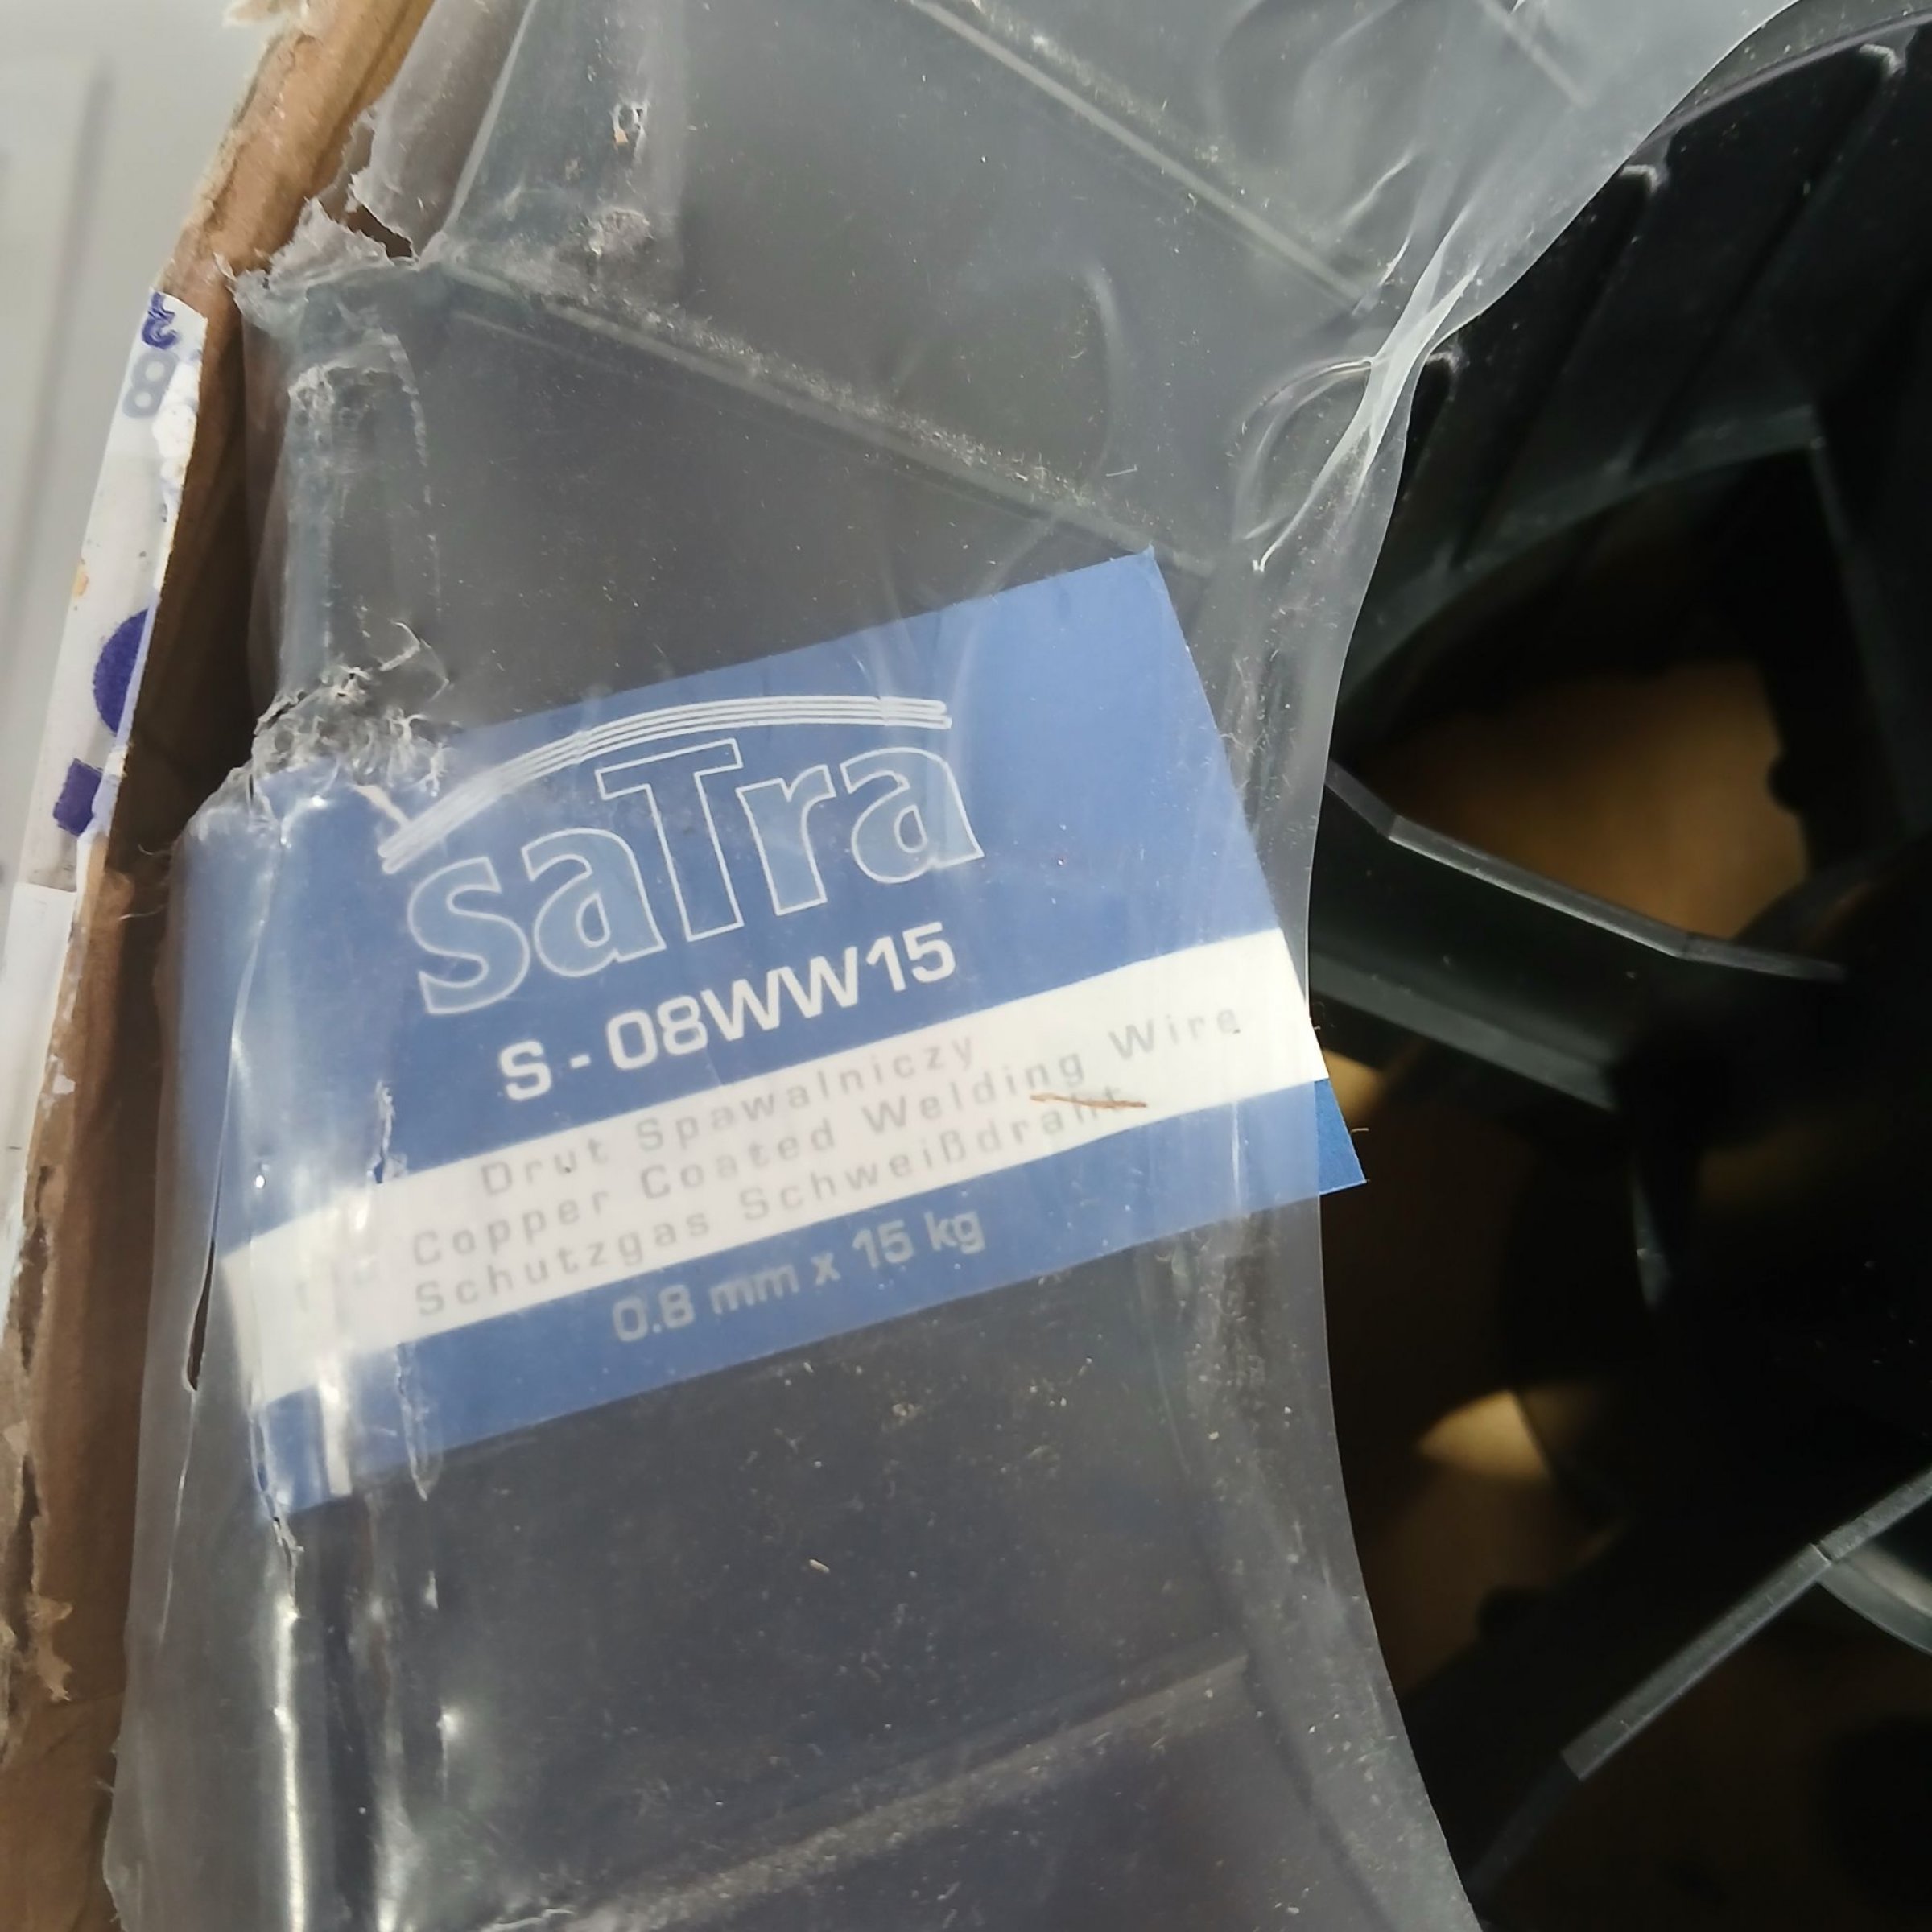 saTra
S - 08WW15
Drut Spawalniczy
Copper Coated Welding Wire
Schutzgas Schweißdraht
0.8 mm x 15 kg